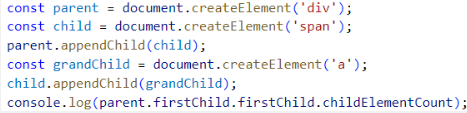 const parent = document.createElement('div');
const child = document.createElement('span');
parent.appendChild(child);
const grandChild = document.createElement('a');
child.appendChild(grandChild);
console.log(parent.firstChild.firstChild.childElementCount);